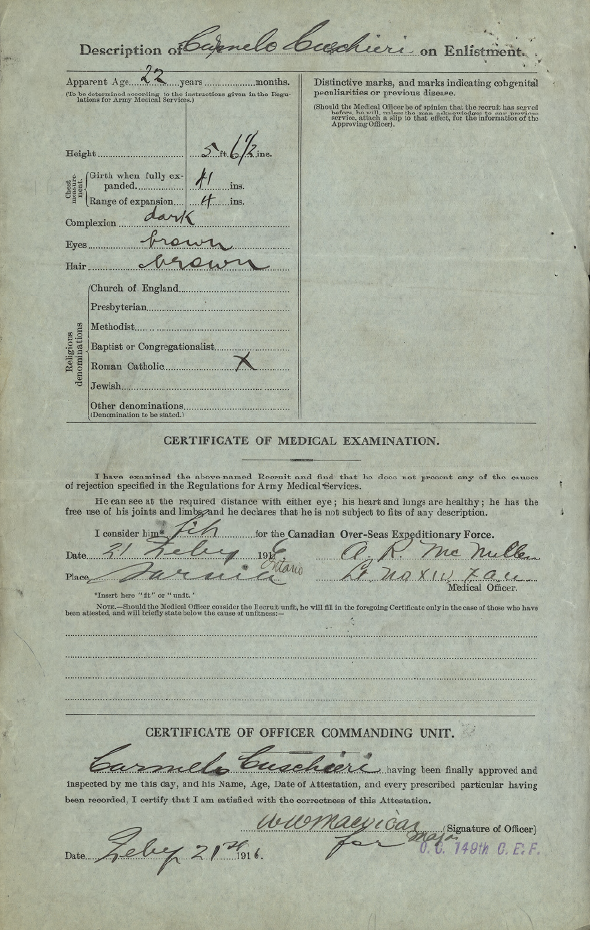 Description of Carmelo Cuschieri on Enlistment.
Apparent Age 22 years months.
(To be determined according to the instructions given in the Regulations for Army Medical Services.)
Height 5 ft. 6 1/2 ins.
Chest measurement.
Girth when fully expanded. 41 ins.
Range of expansion 4 ins.
Complexion dark
Eyes brown
Hair brown
Religious denominations
Church of England
Presbyterian
Methodist
Baptist or Congregationalist
Roman Catholic X
Jewish
Other denominations
(Denomination to be stated.)
Distinctive marks, and marks indicating congenital
peculiarities or previous disease.
(Should the Medical Officer be of opinion that the recruit has served
before, he will, unless the man acknowledges to any previous
service, attach a slip to that effect, for the information of the
Approving Officer).
CERTIFICATE OF MEDICAL EXAMINATION.
I have examined the above-named Recruit and find that he does not present any of the causes
of rejection specified in the Regulations for Army Medical Services.
He can see at the required distance with either eye; his heart and lungs are healthy; he has the
free use of his joints and limbs, and he declares that he is not subject to fits of any description.
I consider him* fit for the Canadian Over-Seas Expeditionary Force.
Date 21 Feby 1916 A. R. McMillen
Place Sarnia Ontario
Medical Officer.
*Insert here "fit" or "unfit."
NOTE.—Should the Medical Officer consider the Recruit unfit, he will fill in the foregoing Certificate only in the case of those who have
been attested, and will briefly state below the cause of unfitness:—
CERTIFICATE OF OFFICER COMMANDING UNIT.
Carmelo Cuschieri having been finally approved and
inspected by me this day, and his Name, Age, Date of Attestation, and every prescribed particular having
been recorded, I certify that I am satisfied with the correctness of this Attestation.
WWMacvicar (Signature of Officer)
for Major
O. C. 149th C. E. F.
Date Feby 21st 1916.